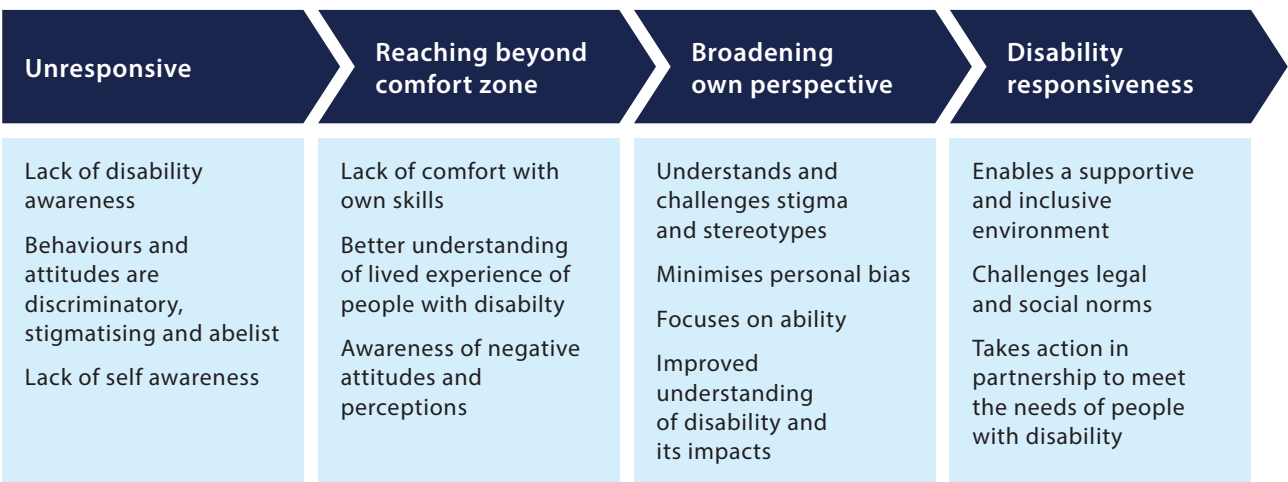 Unresponsive
Reaching beyond
comfort zone
Broadening
own perspective
Disability
responsiveness
Lack of disability
awareness
Behaviours and
attitudes are
discriminatory,
stigmatising and abelist
Lack of self awareness
Lack of comfort with
own skills
Better understanding
of lived experience of
people with disabilty
Awareness of negative
attitudes and
perceptions
Understands and
challenges stigma
and stereotypes
Minimises personal bias
Focuses on ability
Improved
understanding
of disability and
its impacts
Enables a supportive
and inclusive
environment
Challenges legal
and social norms
Takes action in
partnership to meet
the needs of people
with disability